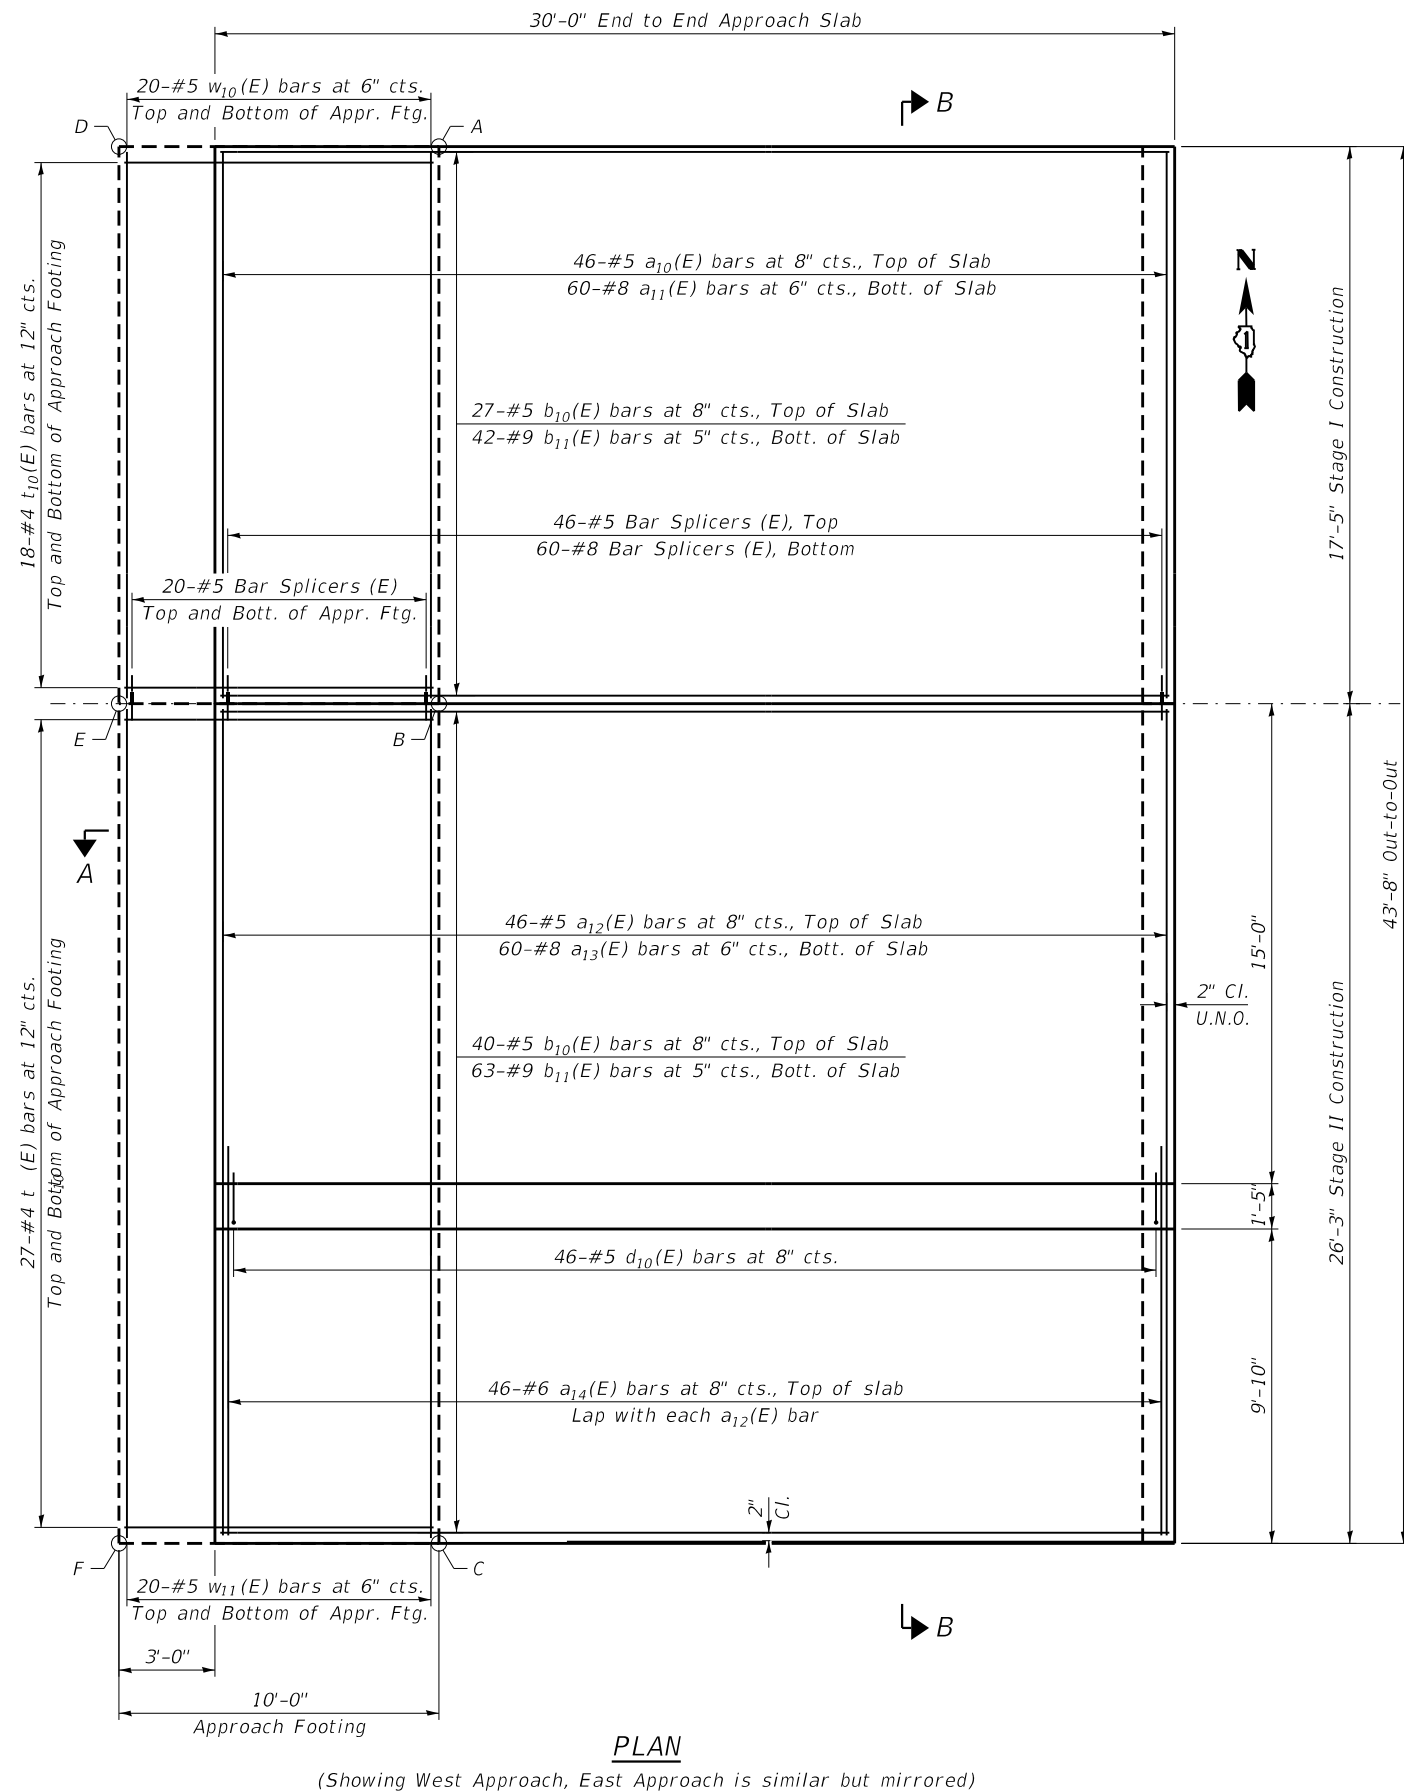 30'-0" End to End Approach Slab
20-#5 w10(E) bars at 6" cts.
Top and Bottom of Appr. Ftg.
D
A
B
18-#4 t10(E) bars at 12" cts.
Top and Bottom of Approach Footing
46-#5 a10(E) bars at 8" cts., Top of Slab
60-#8 a11(E) bars at 6" cts., Bott. of Slab
N
1
17'-5" Stage I Construction
27-#5 b10(E) bars at 8" cts., Top of Slab
42-#9 b11(E) bars at 5" cts., Bott. of Slab
46-#5 Bar Splicers (E), Top
60-#8 Bar Splicers (E), Bottom
20-#5 Bar Splicers (E)
Top and Bott. of Appr. Ftg.
E
B
A
43'-8" Out-to-Out
46-#5 a12(E) bars at 8" cts., Top of Slab
60-#8 a13(E) bars at 6" cts., Bott. of Slab
15'-0"
2" Cl.
U.N.O.
27-#4 t10(E) bars at 12" cts.
Top and Bottom of Approach Footing
40-#5 b10(E) bars at 8" cts., Top of Slab
63-#9 b11(E) bars at 5" cts., Bott. of Slab
26'-3" Stage II Construction
1'-5"
46-#5 d10(E) bars at 8" cts.
46-#6 a14(E) bars at 8" cts., Top of slab
Lap with each a12(E) bar
9'-10"
2"
Cl.
F
C
20-#5 w11(E) bars at 6" cts.
Top and Bottom of Appr. Ftg.
B
3'-0"
10'-0"
Approach Footing
PLAN
(Showing West Approach, East Approach is similar but mirrored)